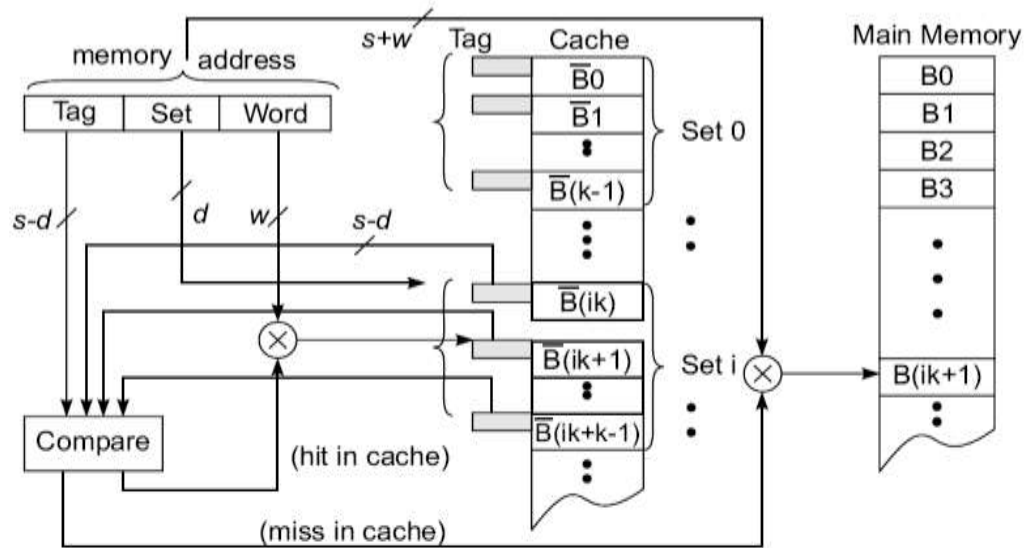 s+w
Tag
Cache
Main Memory
memory address
Tag Set Word
B̅0
B̅1
B̅(k-1)
Set 0
B0
B1
B2
B3
s-d
d
w
s-d
B̅(ik)
B̅(ik+1)
B̅(ik+k-1)
Set i
B(ik+1)
Compare
(hit in cache)
(miss in cache)